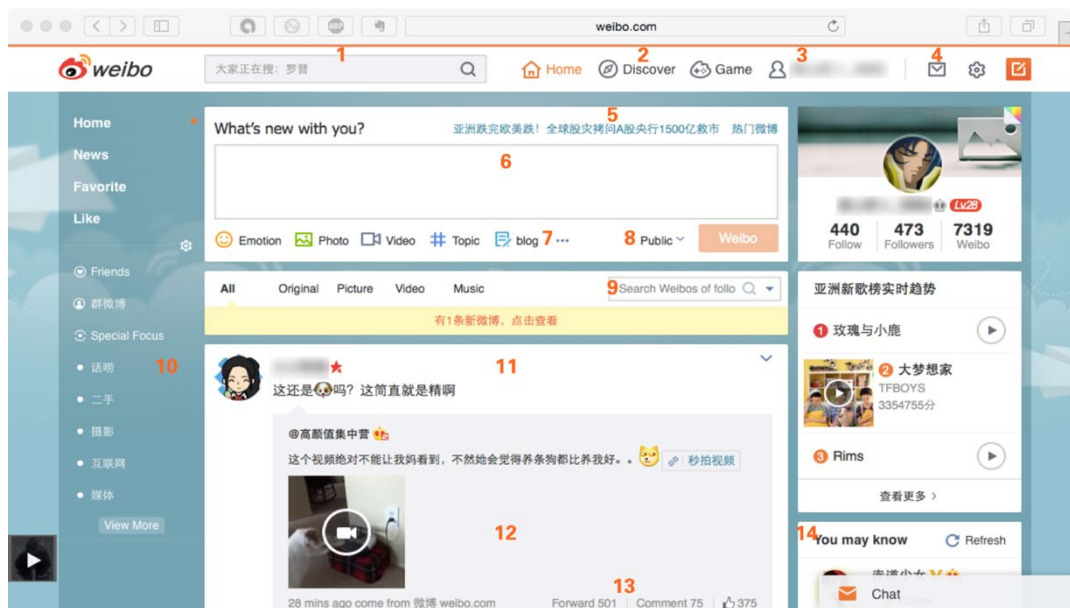 weibo.com
1
2
3
4
weibo
大家正在搜: 罗晋
Home
Discover
Game
Home
News
Favorite
Like
Friends
群微博
Special Focus
话唠
10
二手
摄影
互联网
媒体
View More
5
What's new with you?
亚洲跌完欧美跌! 全球股灾拷问A股央行1500亿救市 热门微博
6
Emotion Photo Video Topic blog 7 ... 8 Public Weibo
All Original Picture Video Music
9 Search Weibos of follo
有1条新微博, 点击查看
11
这还是吗? 这简直就是精啊
@高颜值集中营
这个视频绝对不能让我妈看到, 不然她会觉得养条狗都比养我好。。 秒拍视频
12
13
28 mins ago come from 微博 weibo.com
Forward 501 Comment 75 375
Lv28
440 473 7319
Follow Followers Weibo
亚洲新歌榜实时趋势
1 玫瑰与小鹿
2 大梦想家
TFBOYS
3354755分
3 Rims
查看更多 >
14
You may know Refresh
Chat